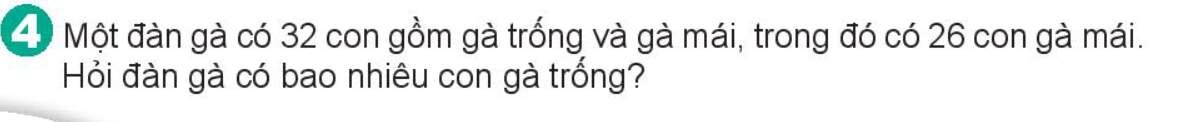 4 Một đàn gà có 32 con gồm gà trống và gà mái, trong đó có 26 con gà mái.
Hỏi đàn gà có bao nhiêu con gà trống?